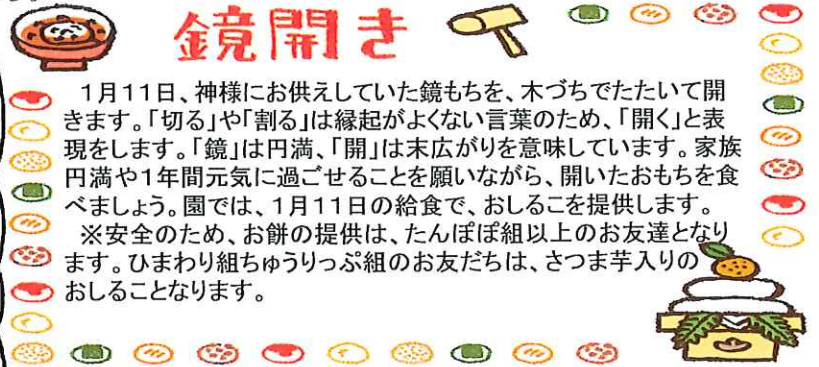 鏡開き
1月11日、神様にお供えしていた鏡もちを、木づちでたたいて開
きます。「切る」や「割る」は縁起がよくない言葉のため、「開く」と表
現をします。「鏡」は円満、「開」は末広がりを意味しています。家族
円満や1年間元気に過ごせることを願いながら、開いたおもちを食
べましょう。園では、1月11日の給食で、おしるこを提供します。
※安全のため、お餅の提供は、たんぽぽ組以上のお友達となり
ます。ひまわり組ちゅうりっぷ組のお友だちは、さつま芋入りの
おしることなります。